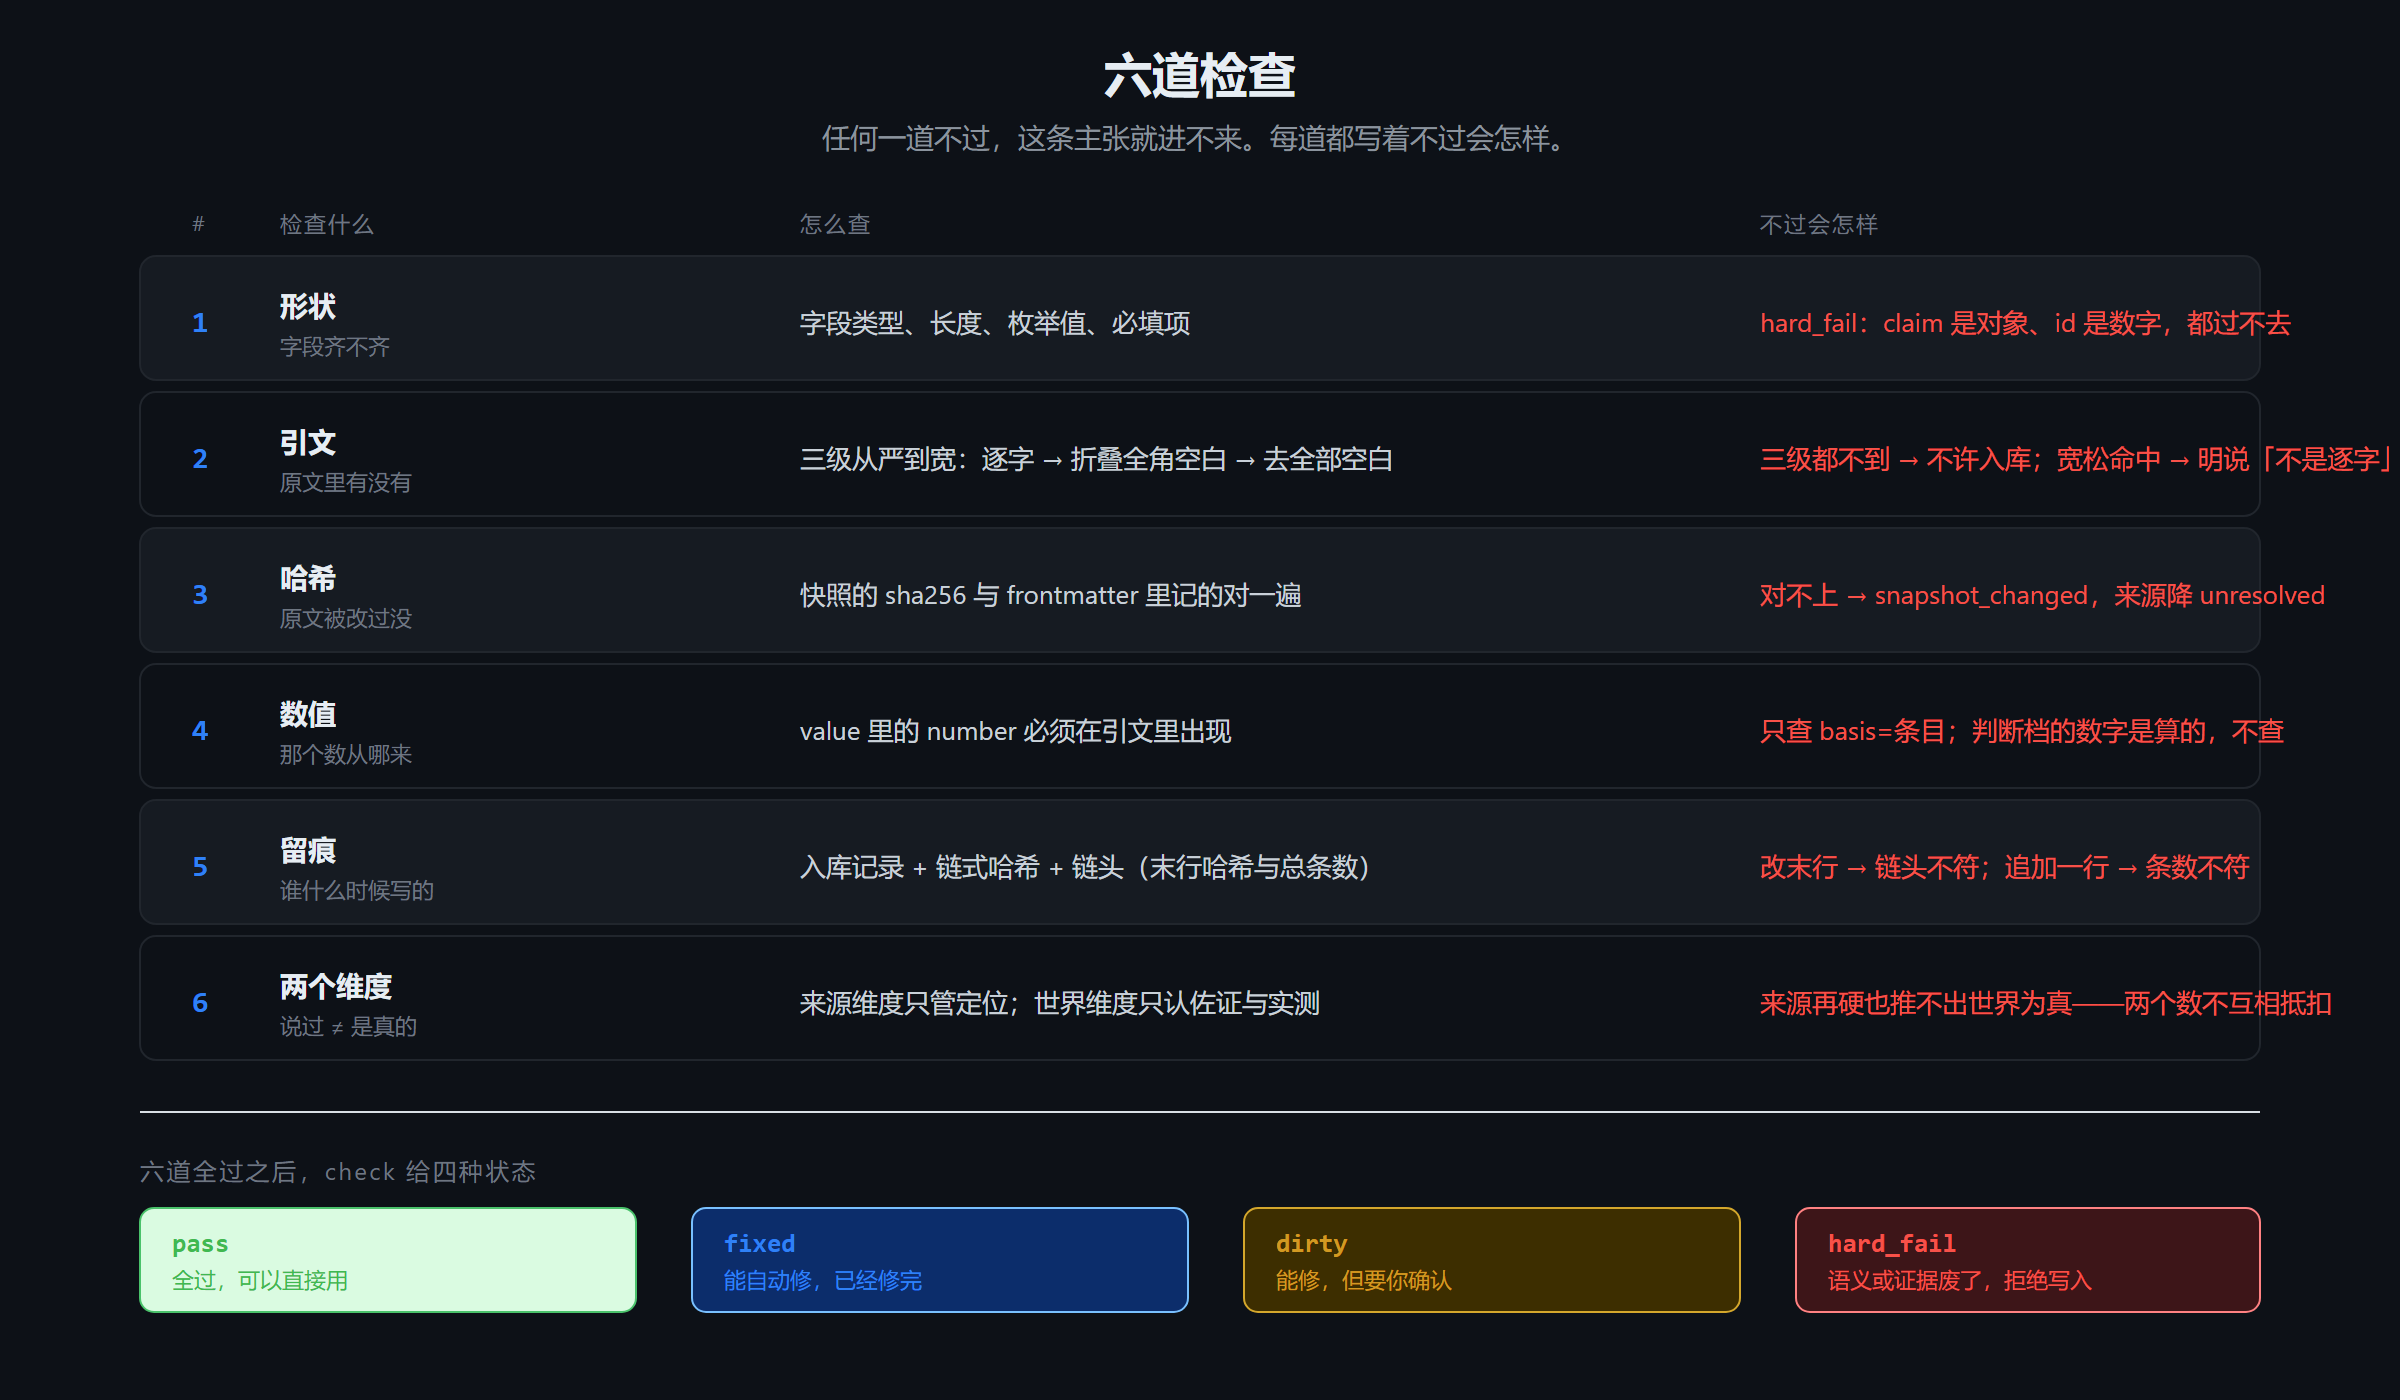 六道检查
任何一道不过，这条主张就进不来。每道都写着不过会怎样。
# 检查什么 怎么查 不过会怎样
1 形状 字段类型、长度、枚举值、必填项 hard_fail：claim 是对象、id 是数字，都过不去
字段齐不齐
2 引文 三级从严到宽：逐字 → 折叠全角空白 → 去全部空白 三级都不到 → 不许入库；宽松命中 → 明说「不是逐字」
原文里有没有
3 哈希 快照的 sha256 与 frontmatter 里记的对一遍 对不上 → snapshot_changed，来源降 unresolved
原文被改过没
4 数值 value 里的 number 必须在引文里出现 只查 basis=条目；判断档的数字是算的，不查
那个数从哪来
5 留痕 入库记录 + 链式哈希 + 链头（末行哈希与总条数） 改末行 → 链头不符；追加一行 → 条数不符
谁什么时候写的
6 两个维度 来源维度只管定位；世界维度只认佐证与实测 来源再硬也推不出世界为真——两个数不互相抵扣
说过 ≠ 是真的
六道全过之后，check 给四种状态
pass
全过，可以直接用
fixed
能自动修，已经修完
dirty
能修，但要你确认
hard_fail
语义或证据废了，拒绝写入